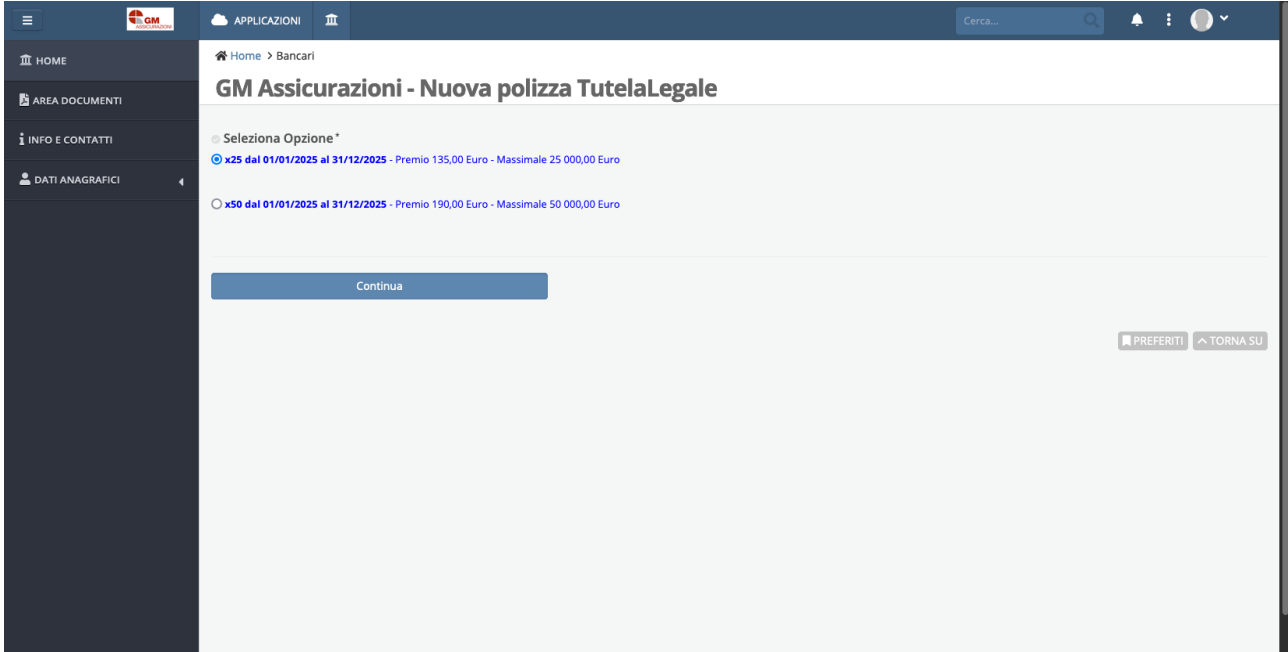 GM
ASSICURAZIONI
APPLICAZIONI
Cerca...
HOME
AREA DOCUMENTI
INFO E CONTATTI
DATI ANAGRAFICI
Home > Bancari
GM Assicurazioni - Nuova polizza TutelaLegale
Seleziona Opzione*
x25 dal 01/01/2025 al 31/12/2025 - Premio 135,00 Euro - Massimale 25 000,00 Euro
x50 dal 01/01/2025 al 31/12/2025 - Premio 190,00 Euro - Massimale 50 000,00 Euro
Continua
PREFERITI
TORNA SU